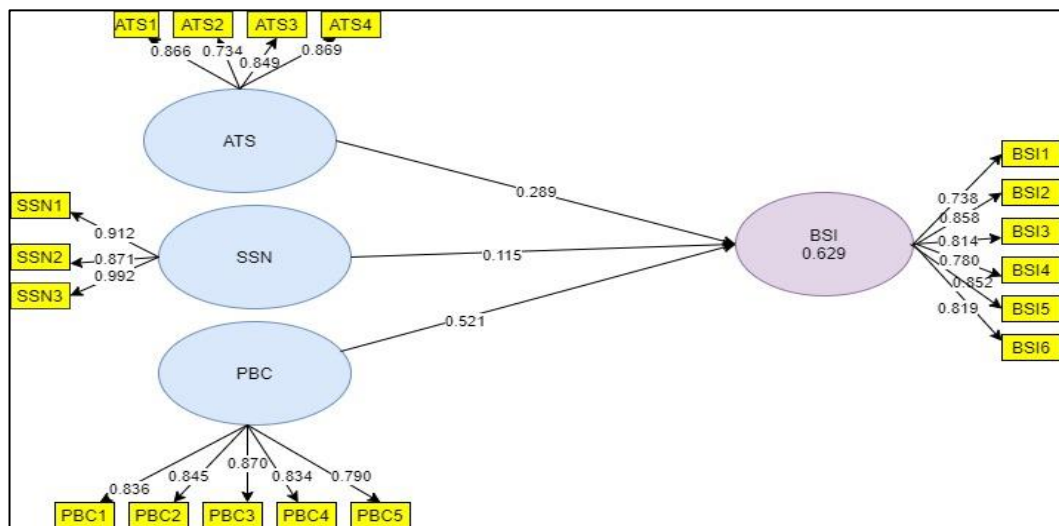 ATS1 ATS2 ATS3 ATS4
0.866 0.734 0.849 0.869
ATS
0.289
SSN1
SSN2
SSN3
0.912
0.871
0.992
SSN
0.115
PBC
0.521
0.836 0.845 0.870 0.834 0.790
PBC1 PBC2 PBC3 PBC4 PBC5
BSI
0.629
0.738
0.858
0.814
0.780
0.852
0.819
BSI1
BSI2
BSI3
BSI4
BSI5
BSI6